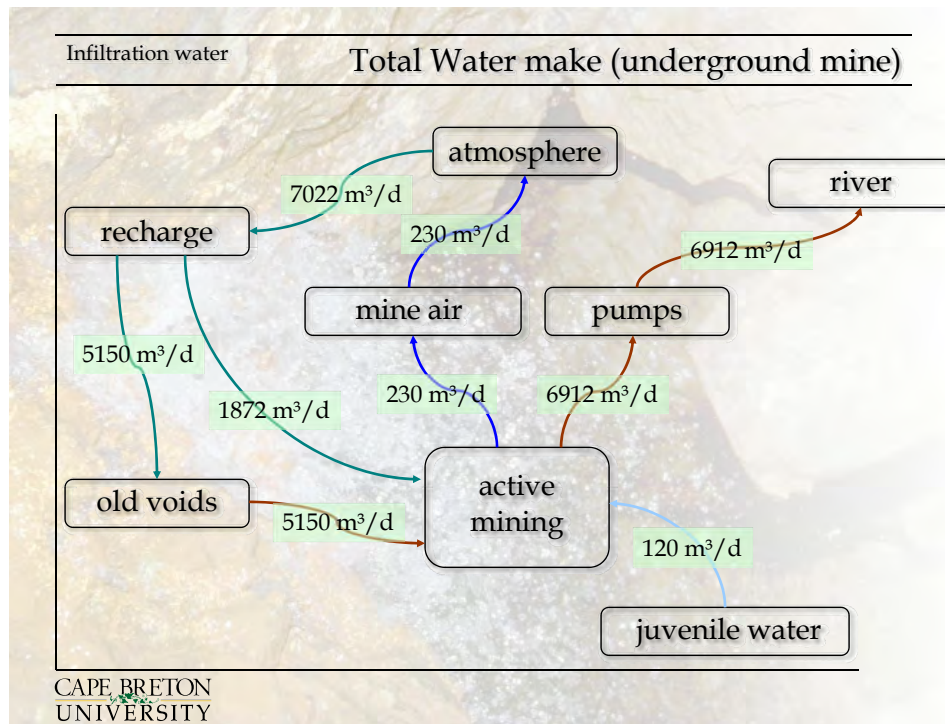 Infiltration water
Total Water make (underground mine)
atmosphere
river
7022 m³/d
recharge
230 m³/d
6912 m³/d
mine air
pumps
5150 m³/d
1872 m³/d
230 m³/d
6912 m³/d
active
mining
old voids
5150 m³/d
120 m³/d
juvenile water
CAPE BRETON
UNIVERSITY